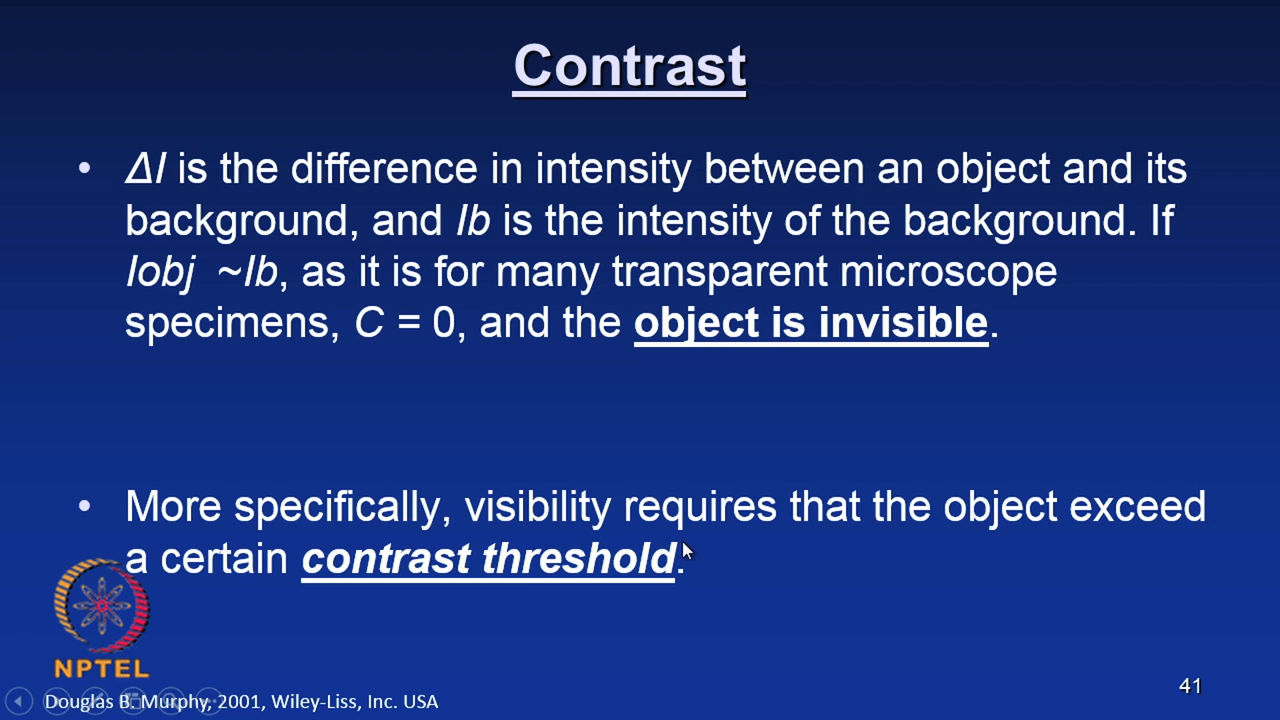 Contrast
• ΔI is the difference in intensity between an object and its
background, and Ib is the intensity of the background. If
Iobj ~Ib, as it is for many transparent microscope
specimens, C = 0, and the object is invisible.
• More specifically, visibility requires that the object exceed
a certain contrast threshold.
NPTEL
41
Douglas B. Murphy, 2001, Wiley-Liss, Inc. USA